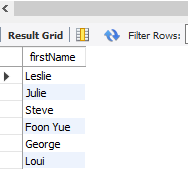 Result Grid Filter Rows:
firstName
Leslie
Julie
Steve
Foon Yue
George
Loui